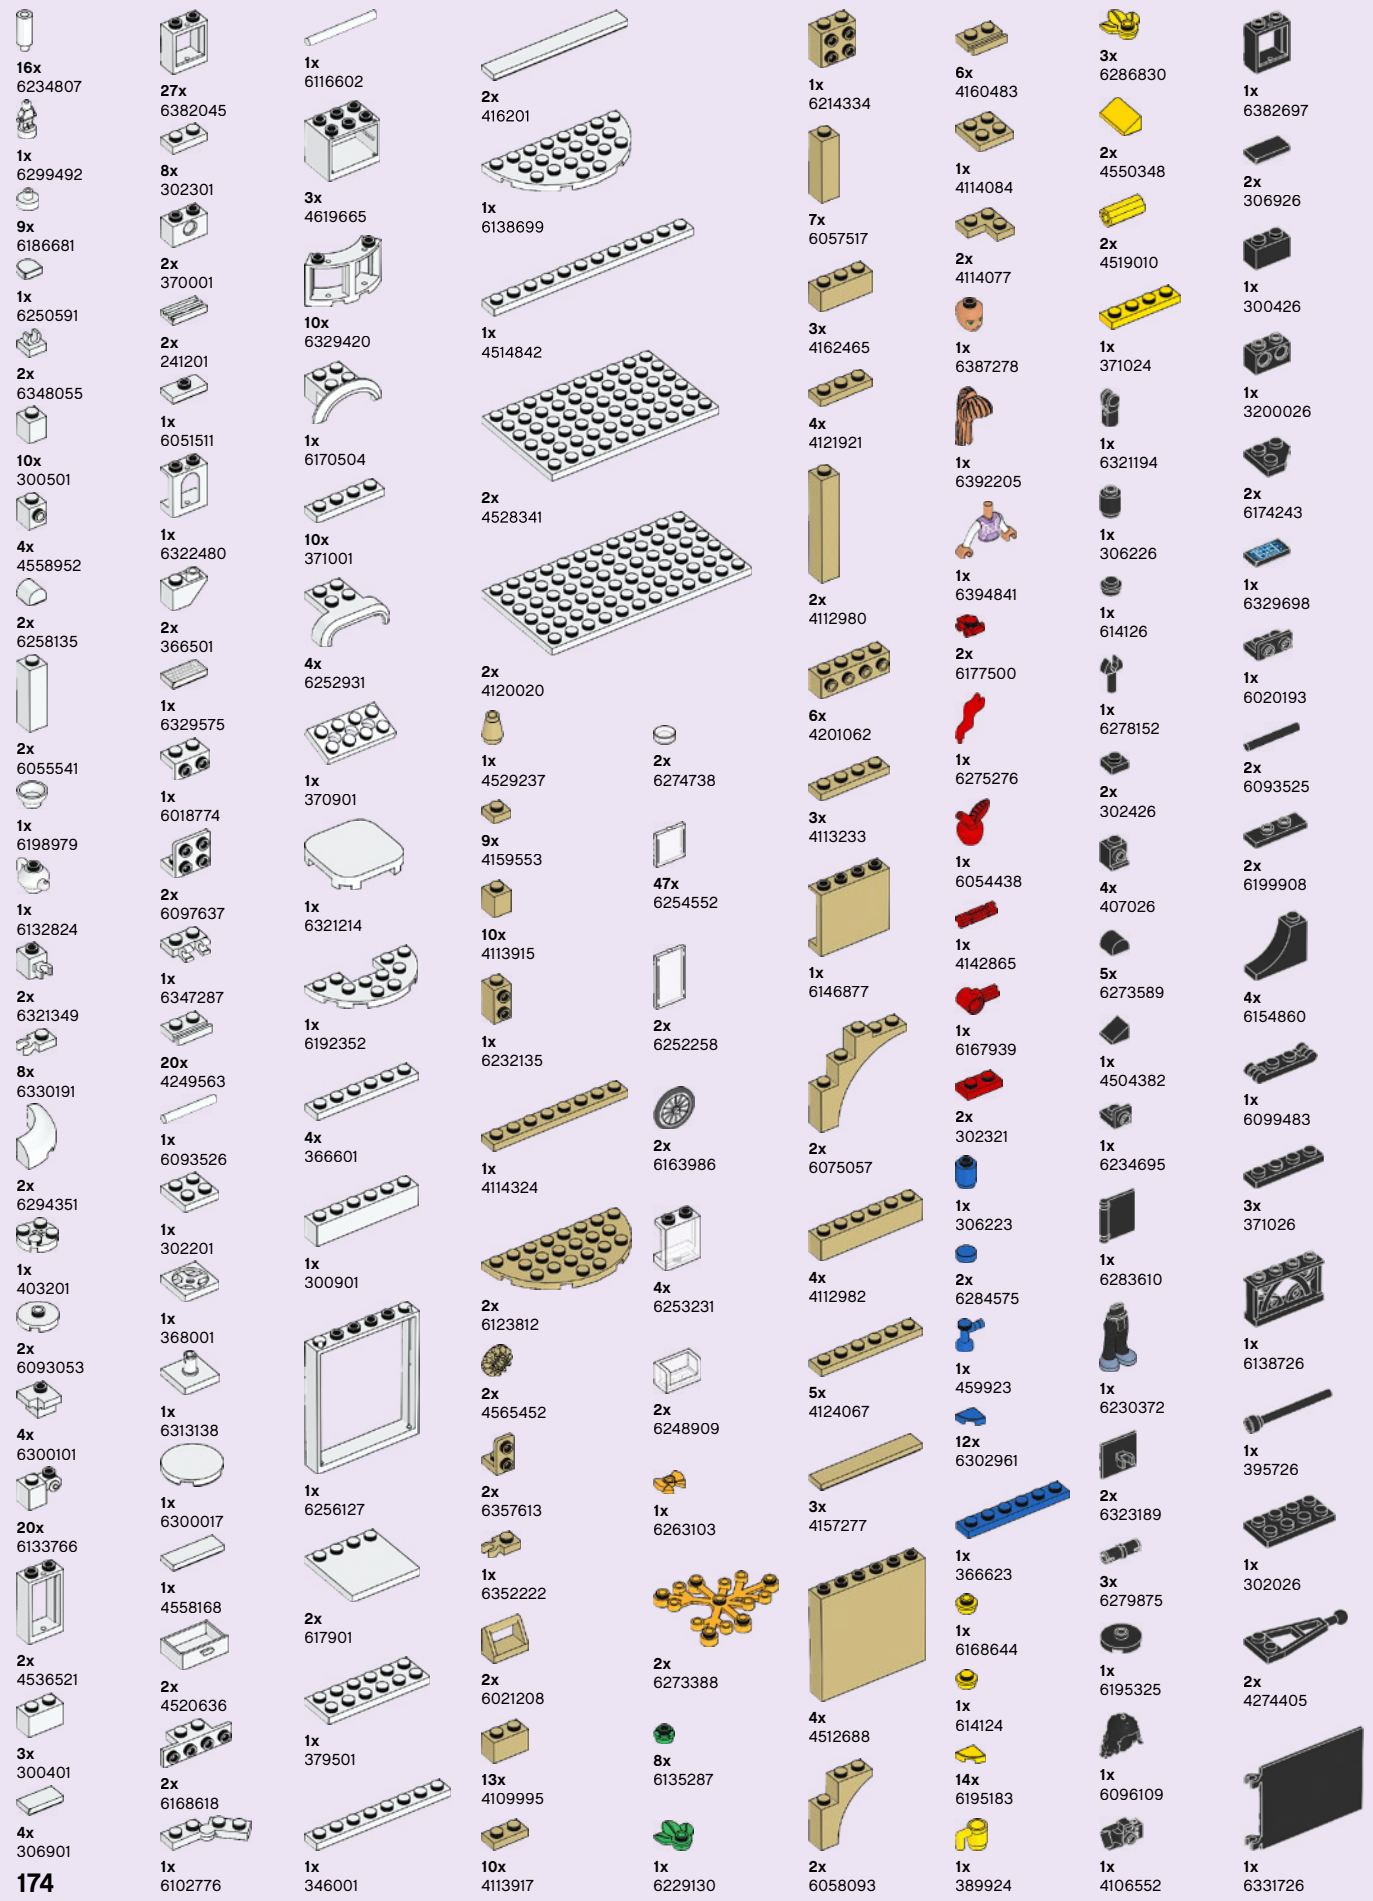 16x
6234807
1x
6299492
9x
6186681
1x
6250591
2x
6348055
10x
300501
4x
4558952
2x
6258135
2x
6055541
1x
6198979
1x
6132824
2x
6321349
8x
6330191
2x
6294351
1x
403201
2x
6093053
4x
6300101
20x
6133766
2x
4536521
3x
300401
4x
306901
174
27x
6382045
8x
302301
2x
370001
2x
241201
1x
6051511
1x
6322480
2x
366501
1x
6329575
1x
6018774
2x
6097637
1x
6347287
20x
4249563
1x
6093526
1x
302201
1x
368001
1x
6313138
1x
6300017
1x
4558168
2x
4520636
2x
6168618
1x
6102776
1x
6116602
3x
4619665
10x
6329420
1x
6170504
10x
371001
4x
6252931
1x
370901
1x
6321214
1x
6192352
4x
366601
1x
300901
1x
6256127
2x
617901
1x
379501
1x
346001
2x
416201
1x
6138699
1x
4514842
2x
4528341
2x
4120020
1x
4529237
9x
4159553
10x
4113915
1x
6232135
1x
4114324
2x
6123812
2x
4565452
2x
6357613
1x
6352222
2x
6021208
13x
4109995
10x
4113917
2x
6274738
47x
6254552
2x
6252258
2x
6163986
4x
6253231
2x
6248909
1x
6263103
2x
6273388
8x
6135287
1x
6229130
1x
6214334
7x
6057517
3x
4162465
4x
4121921
2x
4112980
6x
4201062
3x
4113233
1x
6146877
2x
6075057
4x
4112982
5x
4124067
3x
4157277
4x
4512688
2x
6058093
6x
4160483
1x
4114084
2x
4114077
1x
6387278
1x
6392205
1x
6394841
2x
6177500
1x
6275276
1x
6054438
1x
4142865
1x
6167939
2x
302321
1x
306223
2x
6284575
1x
459923
12x
6302961
1x
366623
1x
6168644
1x
614124
14x
6195183
1x
389924
3x
6286830
2x
4550348
2x
4519010
1x
371024
1x
6321194
1x
306226
1x
614126
1x
6278152
2x
302426
4x
407026
5x
6273589
1x
4504382
1x
6234695
1x
6283610
1x
6230372
2x
6323189
3x
6279875
1x
6195325
1x
6096109
1x
4106552
1x
6382697
2x
306926
1x
300426
1x
3200026
2x
6174243
1x
6329698
1x
6020193
2x
6093525
2x
6199908
4x
6154860
1x
6099483
3x
371026
1x
6138726
1x
395726
1x
302026
2x
4274405
1x
6331726